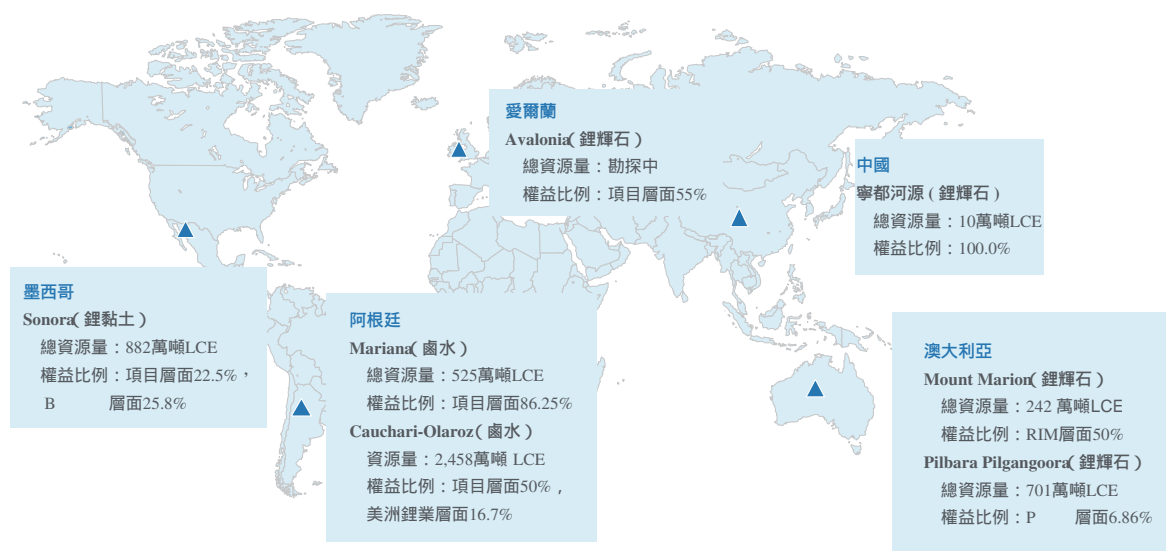 愛爾蘭
Avalonia(鋰輝石)
總資源量:勘探中
權益比例:項目層面55%
中國
寧都河源(鋰輝石)
總資源量:10萬噸LCE
權益比例:100.0%
墨西哥
Sonora(鋰黏土)
總資源量:882萬噸LCE
權益比例:項目層面22.5%,
B 層面25.8%
阿根廷
Mariana(鹵水)
總資源量:525萬噸LCE
權益比例:項目層面86.25%
Cauchari-Olaroz(鹵水)
資源量:2,458萬噸 LCE
權益比例:項目層面50%,
美洲鋰業層面16.7%
澳大利亞
Mount Marion(鋰輝石)
總資源量:242 萬噸LCE
權益比例:RIM層面50%
Pilbara Pilgangoora(鋰輝石)
總資源量:701萬噸LCE
權益比例:P 層面6.86%